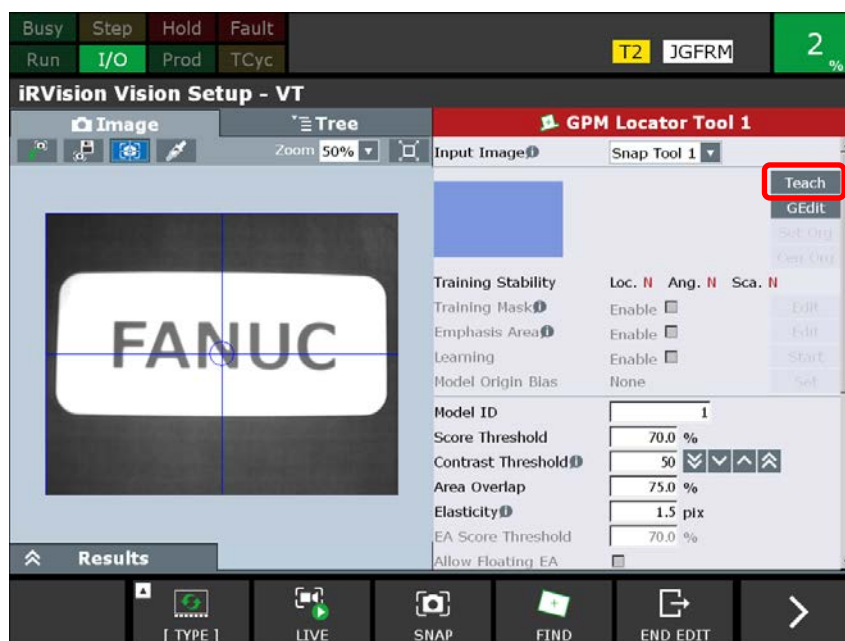 Busy Step Hold Fault
Run I/O Prod TCyc T2 JGFRM 2 %
iRVision Vision Setup - VT
Image Tree GPM Locator Tool 1
Zoom 50% Input Image Snap Tool 1
Teach
GEdit
Set Org
Cen Org
Training Stability Loc. N Ang. N Sca. N
Training Mask Enable Edit
Emphasis Area Enable Edit
Learning Enable Start
Model Origin Bias None Set
FANUC
Model ID 1
Score Threshold 70.0 %
Contrast Threshold 50
Area Overlap 75.0 %
Elasticity 1.5 pix
EA Score Threshold 70.0 %
Allow Floating EA
Results
[ TYPE ] LIVE SNAP FIND END EDIT